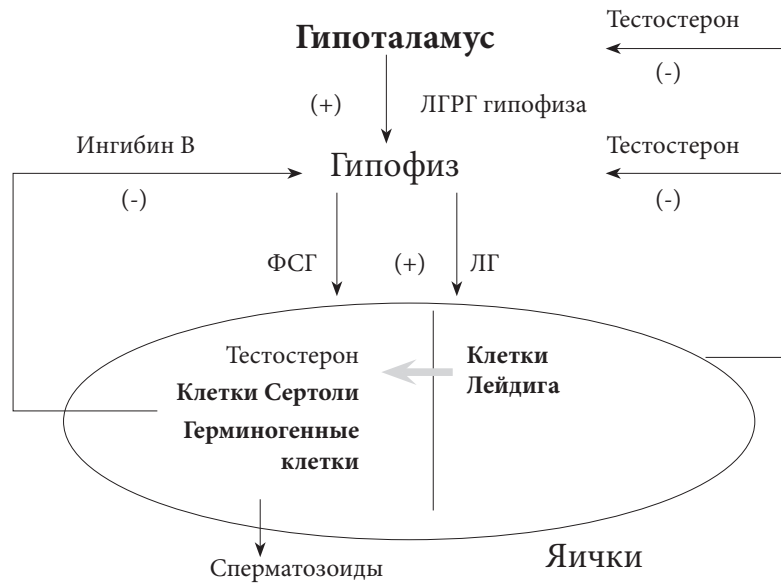 Тестостерон
Гипоталамус
(-)
(+)
ЛГРГ гипофиза
Ингибин В
Тестостерон
Гипофиз
(-)
(-)
ФСГ
(+)
ЛГ
Тестостерон
Клетки Сертоли
Герминогенные
клетки
Клетки
Лейдига
Сперматозоиды
Яички